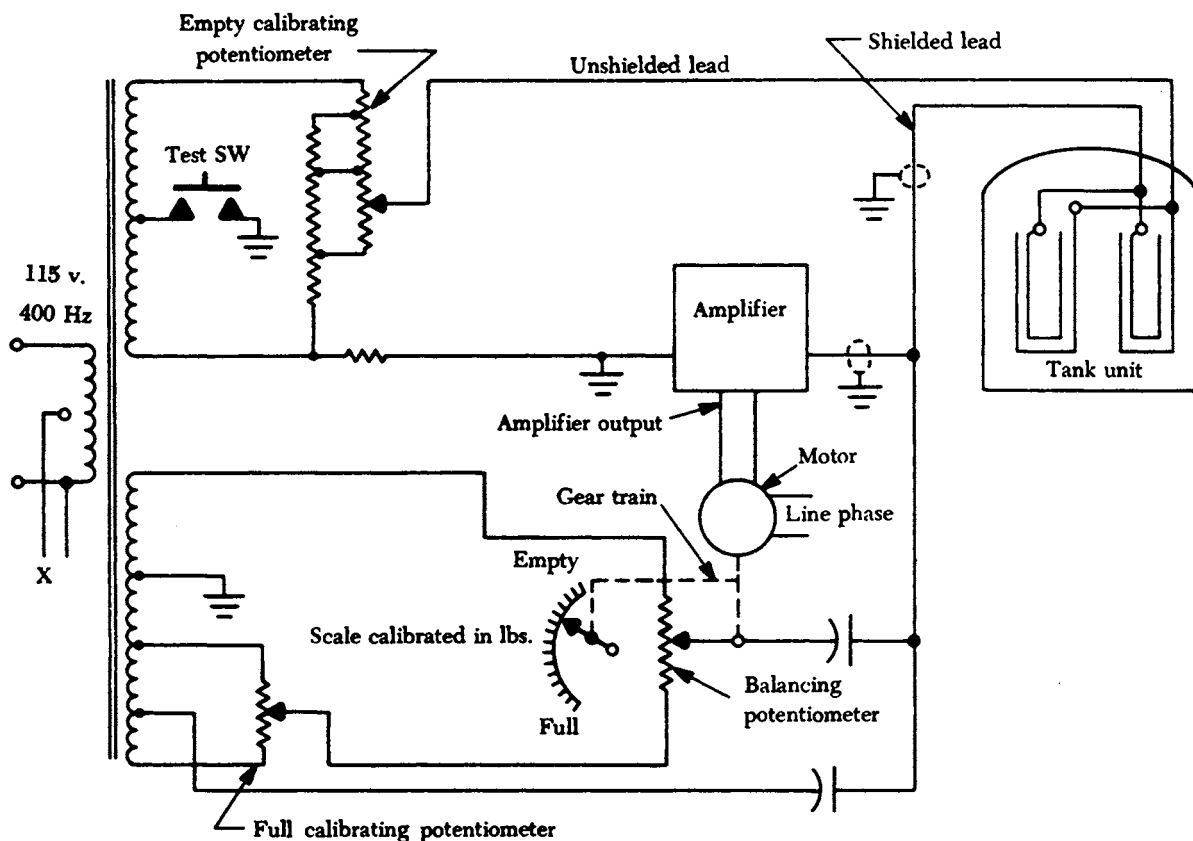 Empty calibrating
potentiometer
Shielded lead
Unshielded lead
Test SW
115 v.
400 Hz
Amplifier
Tank unit
Amplifier output
Motor
Gear train
Line phase
X
Empty
Scale calibrated in lbs.
Balancing
potentiometer
Full
Full calibrating potentiometer